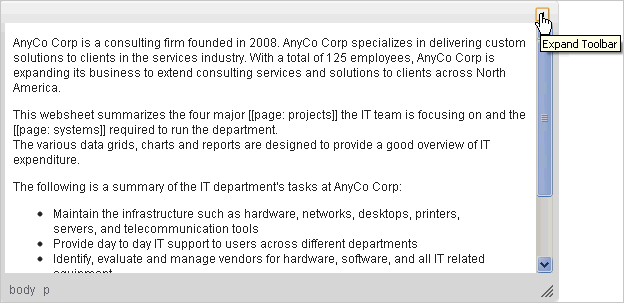 Expand Toolbar
AnyCo Corp is a consulting firm founded in 2008. AnyCo Corp specializes in delivering custom
solutions to clients in the services industry. With a total of 125 employees, AnyCo Corp is
expanding its business to extend consulting services and solutions to clients across North
America.
This websheet summarizes the four major [[page: projects]] the IT team is focusing on and the
[[page: systems]] required to run the department.
The various data grids, charts and reports are designed to provide a good overview of IT
expenditure.
The following is a summary of the IT department's tasks at AnyCo Corp:
• Maintain the infrastructure such as hardware, networks, desktops, printers,
servers, and telecommunication tools
• Provide day to day IT support to users across different departments
• Identify, evaluate and manage vendors for hardware, software, and all IT related
equipment
body p